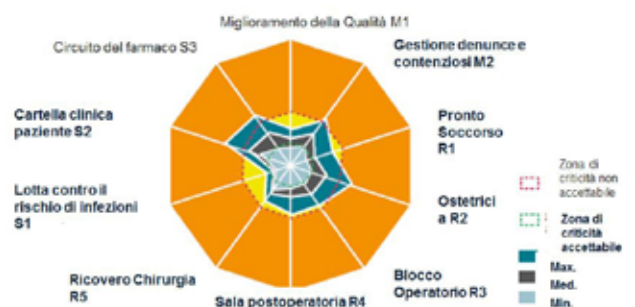 Miglioramento della Qualità M1
Circuito del farmaco S3
Gestione denunce e
contenziosi M2
Cartella clinica
paziente S2
Pronto
Soccorso
R1
Lotta contro il
rischio di infezioni
S1
Ostetrici
a R2
Ricovero Chirurgia
R5
Sala postoperatoria R4
Blocco
Operatorio R3
Zona di
criticità non
accettabile
Zona di
criticità
accettabile
Max.
Med.
Min.